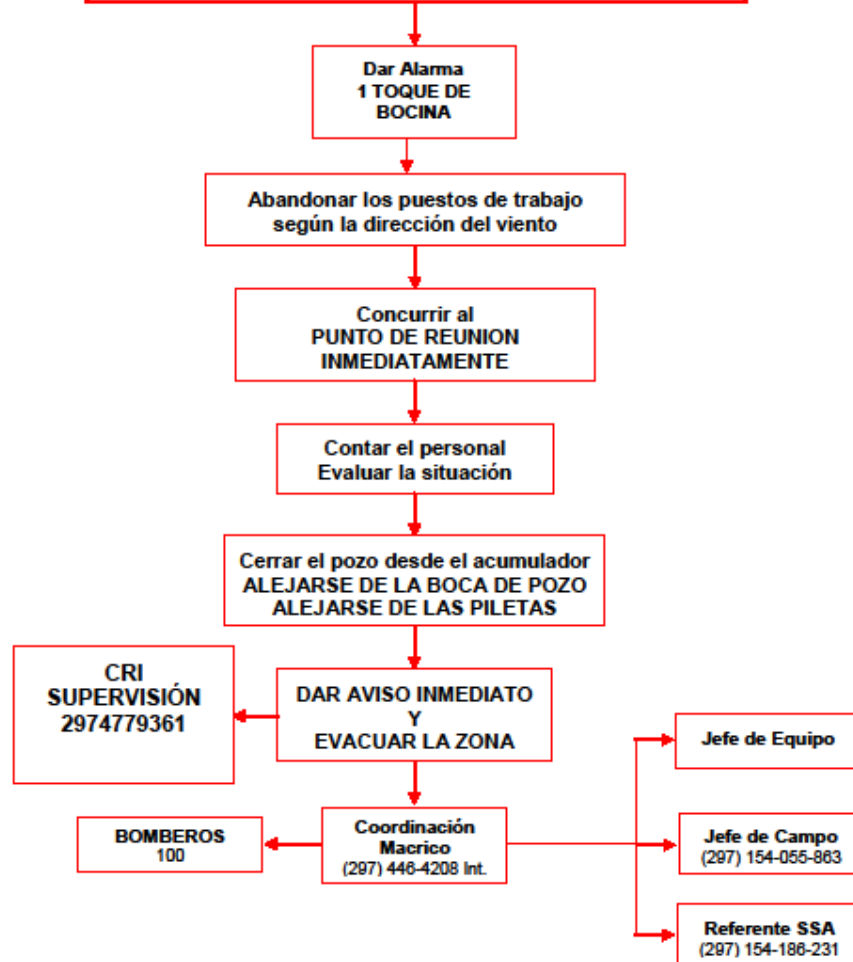 Dar Alarma
1 TOQUE DE
BOCINA
Abandonar los puestos de trabajo
según la dirección del viento
Concurrir al
PUNTO DE REUNION
INMEDIATAMENTE
Contar el personal
Evaluar la situación
Cerrar el pozo desde el acumulador
ALEJARSE DE LA BOCA DE POZO
ALEJARSE DE LAS PILETAS
CRI
SUPERVISIÓN
2974779361
DAR AVISO INMEDIATO
Y
EVACUAR LA ZONA
Jefe de Equipo
BOMBEROS
100
Coordinación
Macrico
(297) 446-4208 Int.
Jefe de Campo
(297) 154-055-863
Referente SSA
(297) 154-186-231